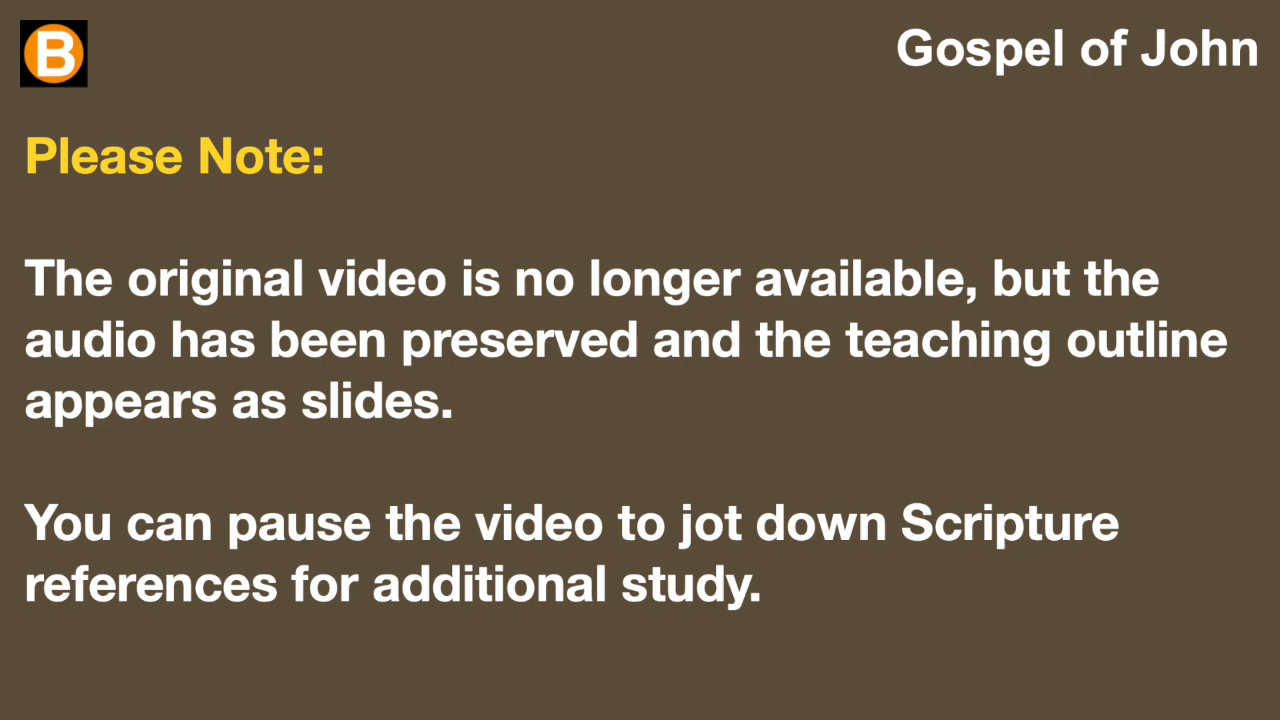 B
Gospel of John
Please Note:
The original video is no longer available, but the
audio has been preserved and the teaching outline
appears as slides.
You can pause the video to jot down Scripture
references for additional study.